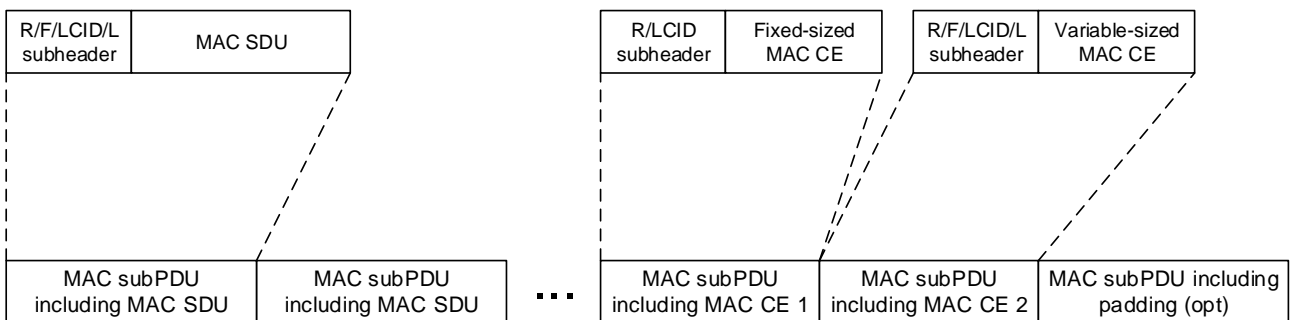 R/F/LCID/L
subheader
MAC SDU
R/LCID
subheader
Fixed-sized
MAC CE
R/F/LCID/L
subheader
Variable-sized
MAC CE
MAC subPDU
including MAC SDU
MAC subPDU
including MAC SDU
...
MAC subPDU
including MAC CE 1
MAC subPDU
including MAC CE 2
MAC subPDU including
padding (opt)